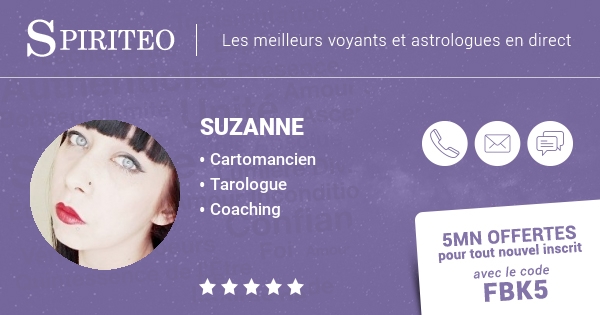 SPIRITEO
Les meilleurs voyants et astrologues en direct
SUZANNE
• Cartomancien
• Tarologue
• Coaching
5MN OFFERTES
pour tout nouvel inscrit
avec le code
FBK5